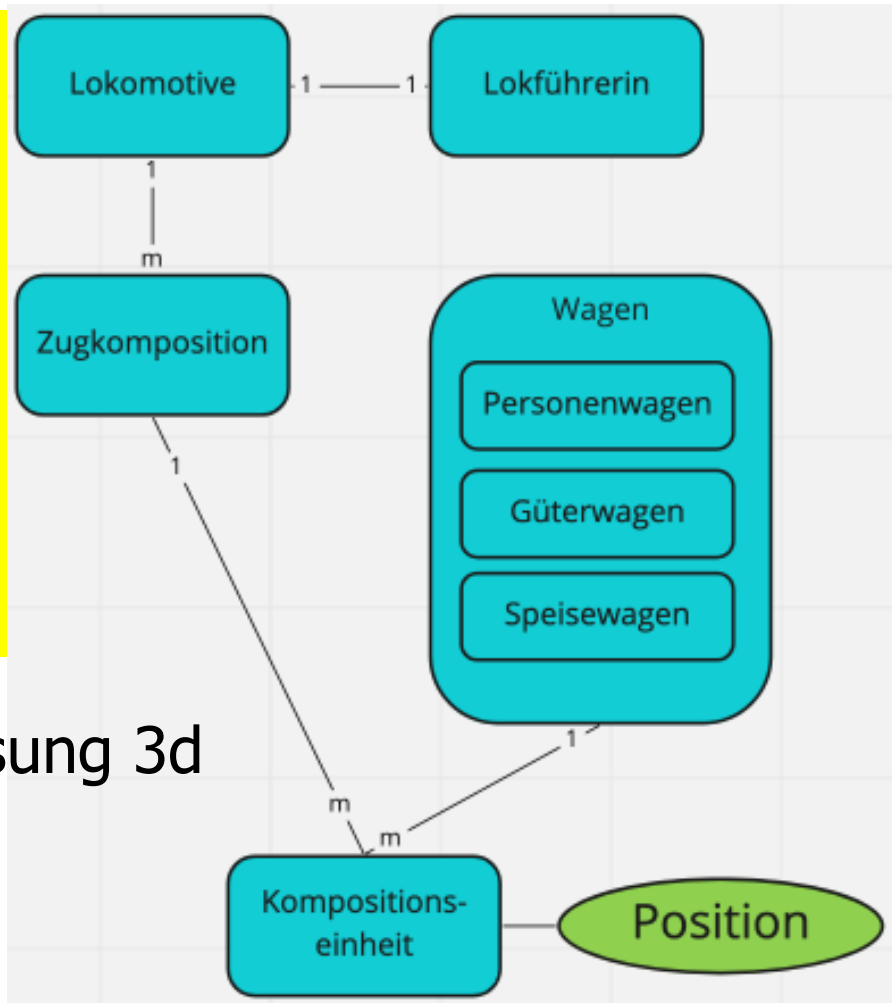 Lokomotive
1
1
Lokführerin
1
m
Zugkomposition
Wagen
Personenwagen
Güterwagen
Speisewagen
1
sung 3d
1
m
m
Kompositions-
einheit
Position